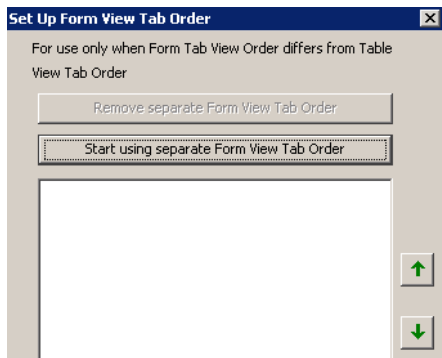 Set Up Form View Tab Order
For use only when Form Tab View Order differs from Table
View Tab Order
Remove separate Form View Tab Order
Start using separate Form View Tab Order